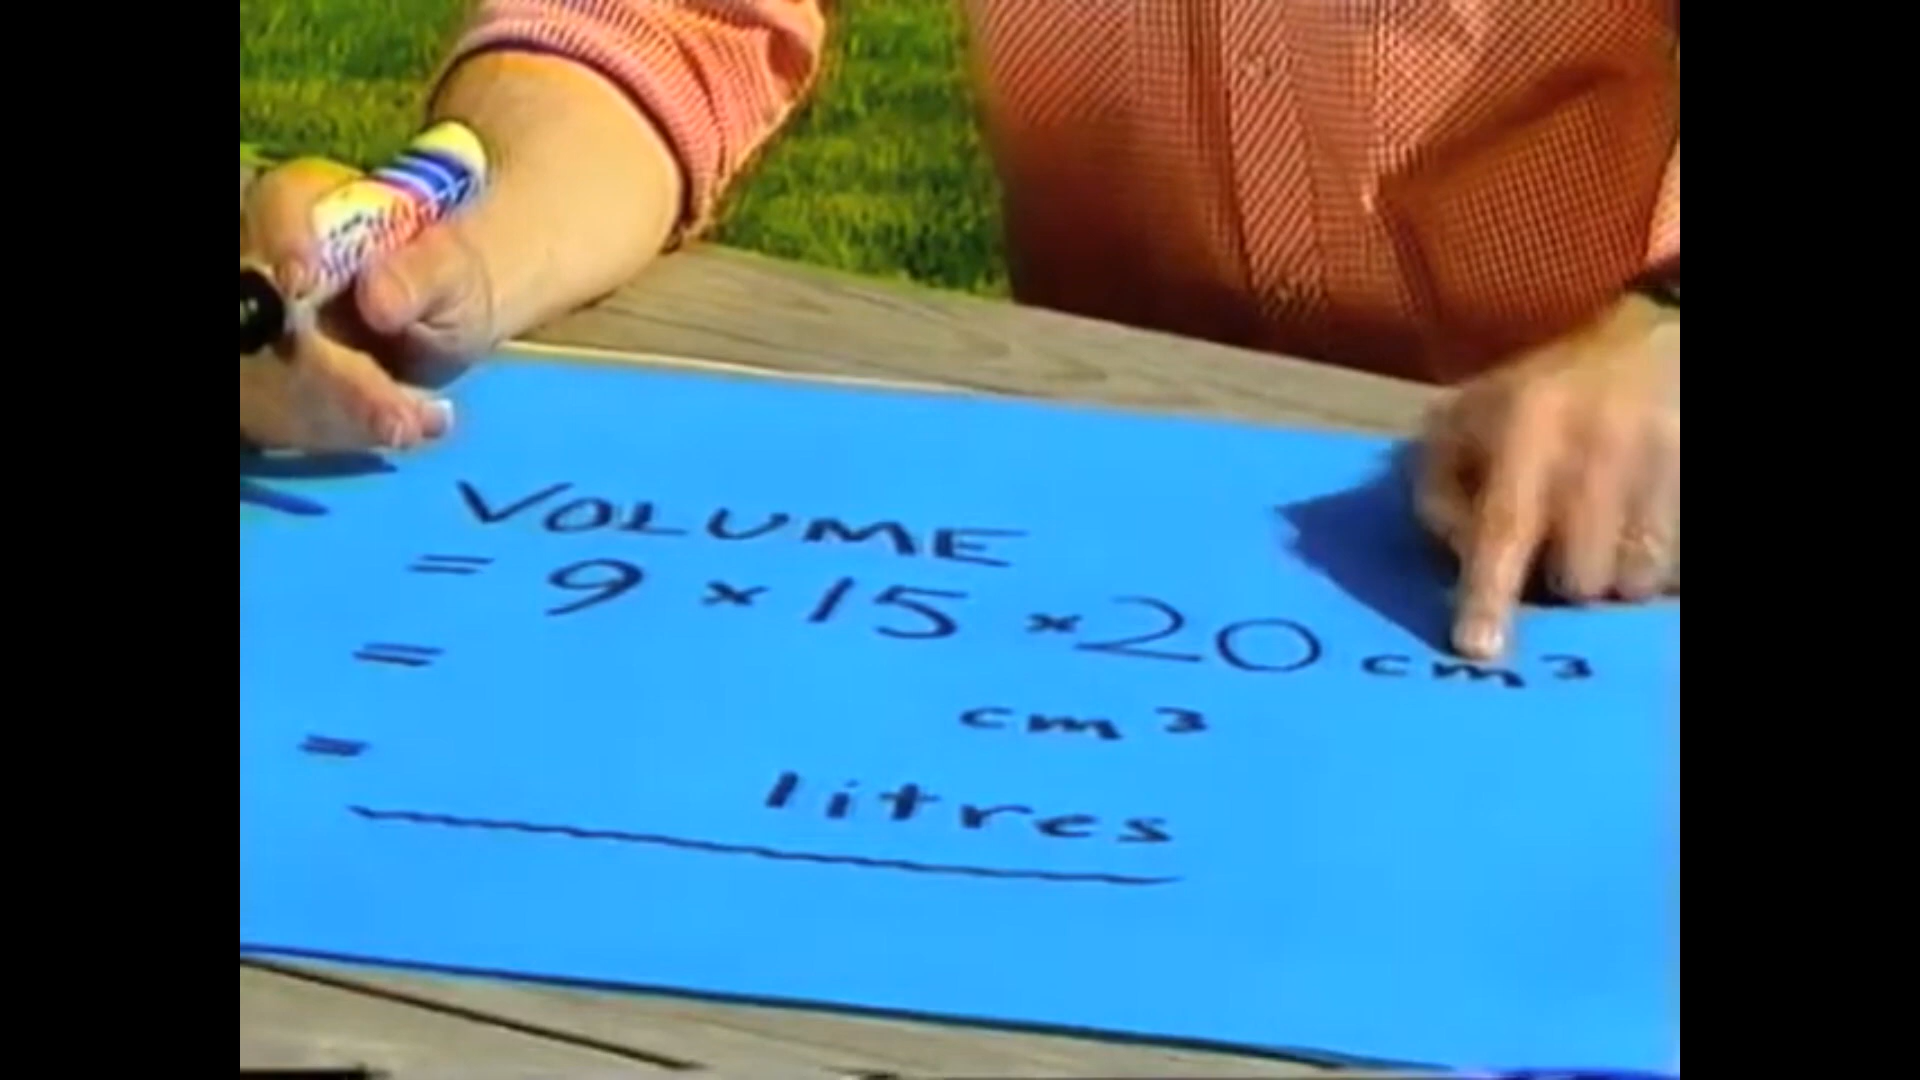 VOLUME
= 9 × 15 × 20 cm³
= cm³
= litres